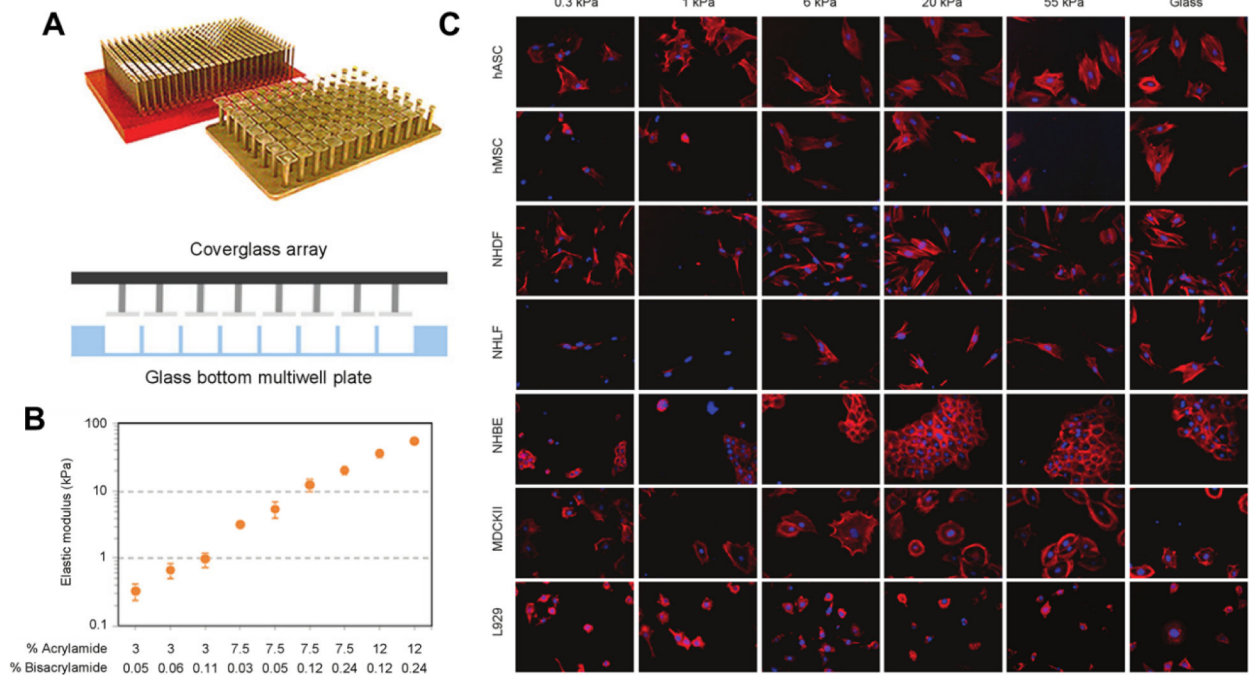 A
Coverglass array
Glass bottom multiwell plate
B
100
10
1
0.1
Elastic modulus (kPa)
% Acrylamide 3 3 3 7.5 7.5 7.5 7.5 12 12
% Bisacrylamide 0.05 0.06 0.11 0.03 0.05 0.12 0.24 0.12 0.24
C
0.3 kPa 1 kPa 6 kPa 20 kPa 55 kPa Glass
hASC
hMSC
NHDF
NHLF
NHBE
MDCKII
L929